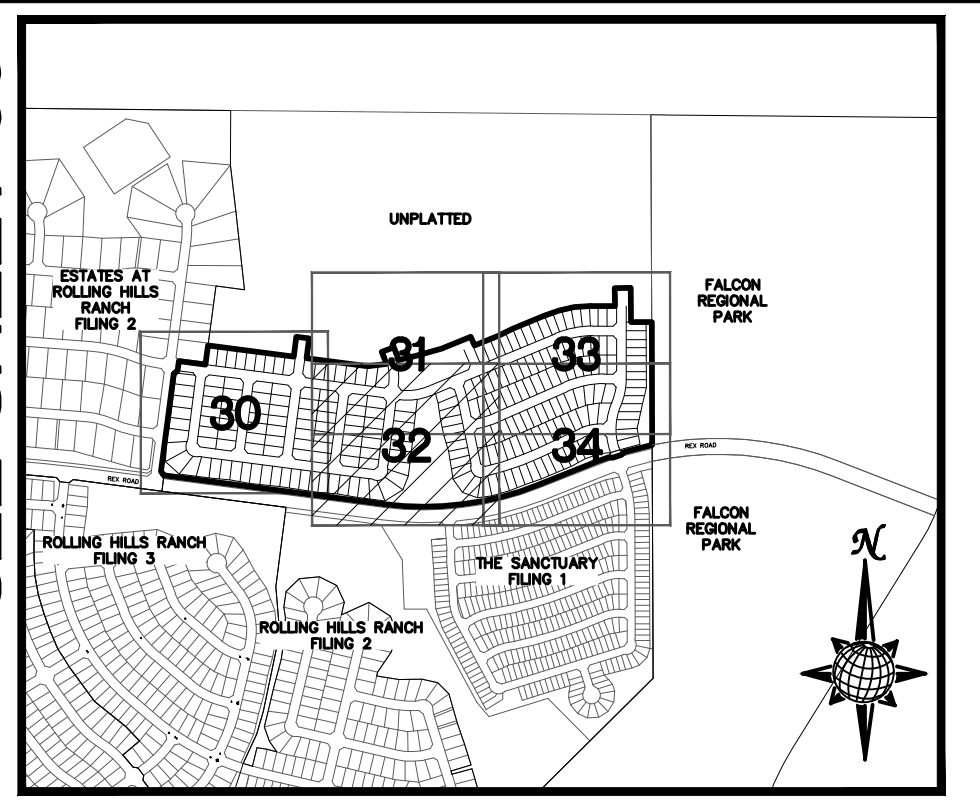 UNPLATTED
ESTATES AT
ROLLING HILLS
RANCH
FILING 2
FALCON
REGIONAL
PARK
31
33
30
32
34
REX ROAD
REX ROAD
FALCON
REGIONAL
PARK
ROLLING HILLS RANCH
FILING 3
THE SANCTUARY
FILING 1
ROLLING HILLS RANCH
FILING 2
N